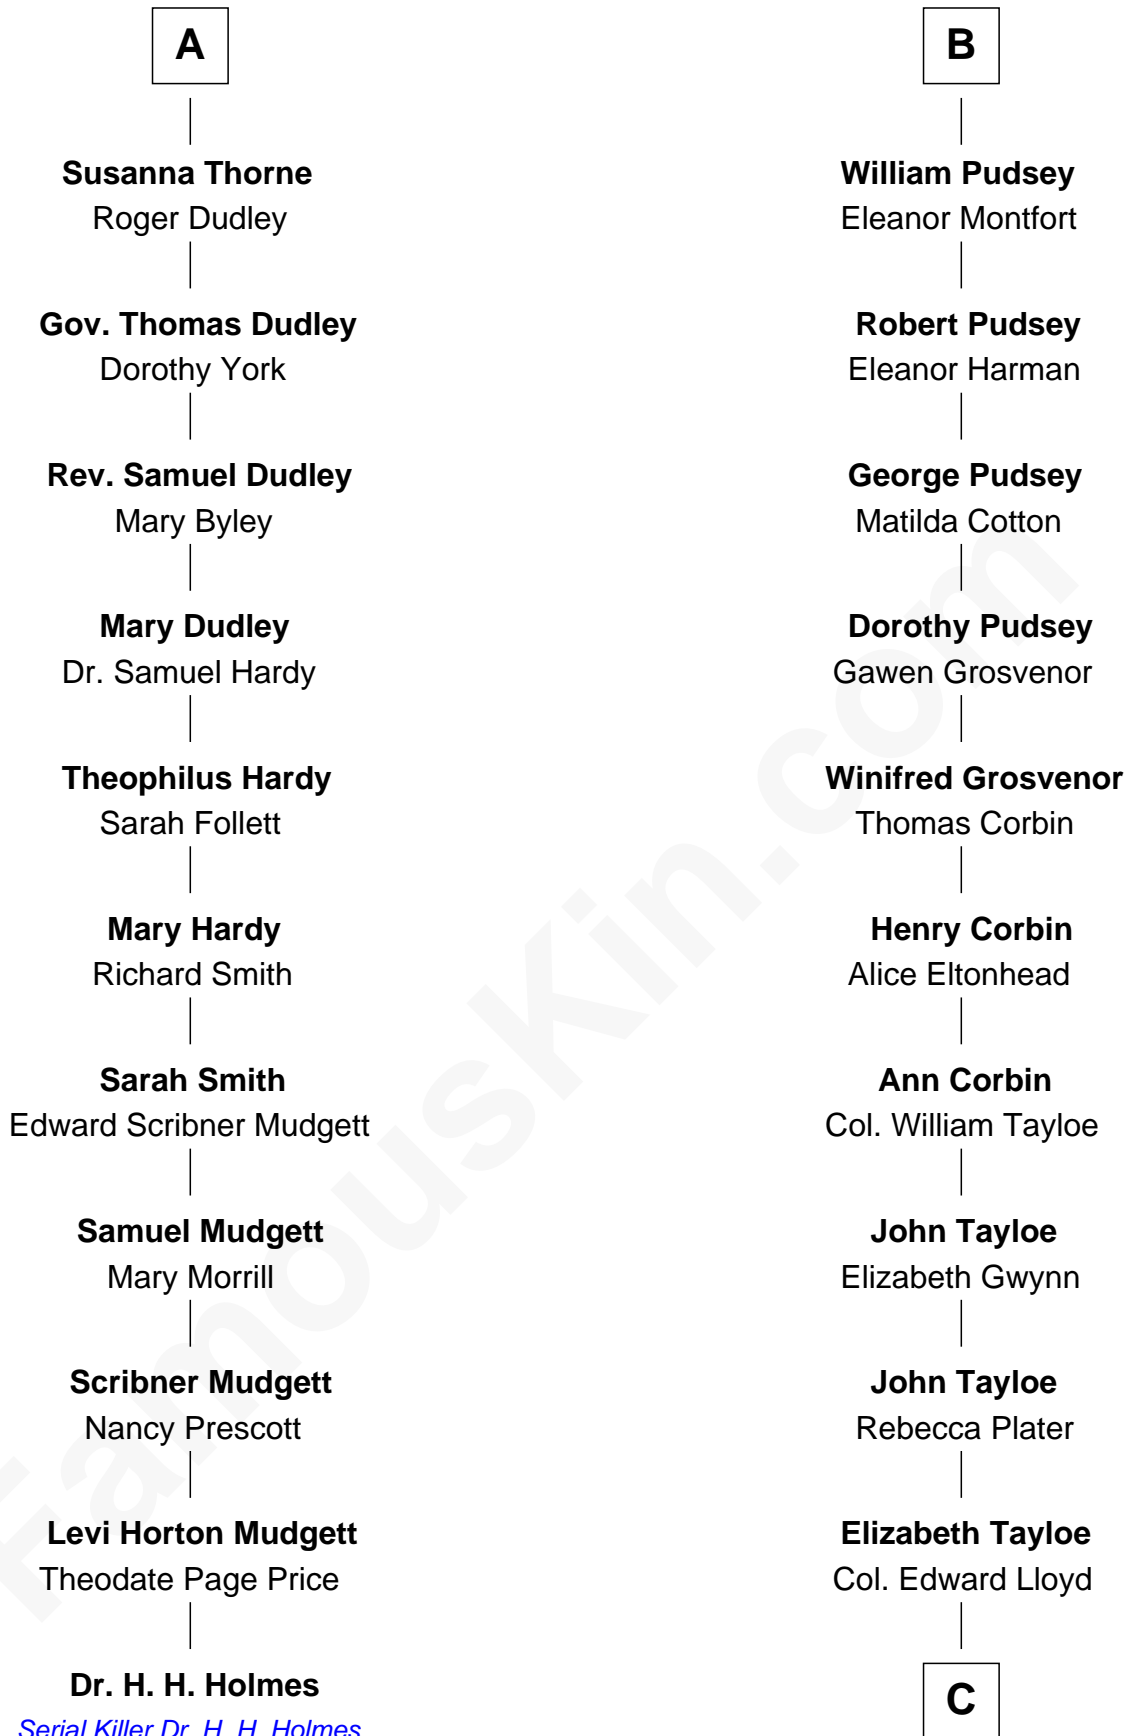 A
Susanna Thorne
Roger Dudley
Gov. Thomas Dudley
Dorothy York
Rev. Samuel Dudley
Mary Byley
Mary Dudley
Dr. Samuel Hardy
Theophilus Hardy
Sarah Follett
Mary Hardy
Richard Smith
Sarah Smith
Edward Scribner Mudgett
Samuel Mudgett
Mary Morrill
Scribner Mudgett
Nancy Prescott
Levi Horton Mudgett
Theodate Page Price
Dr. H. H. Holmes
Serial Killer Dr. H. H. Holmes
B
William Pudsey
Eleanor Montfort
Robert Pudsey
Eleanor Harman
George Pudsey
Matilda Cotton
Dorothy Pudsey
Gawen Grosvenor
Winifred Grosvenor
Thomas Corbin
Henry Corbin
Alice Eltonhead
Ann Corbin
Col. William Tayloe
John Tayloe
Elizabeth Gwynn
John Tayloe
Rebecca Plater
Elizabeth Tayloe
Col. Edward Lloyd
C
FamousKin.com